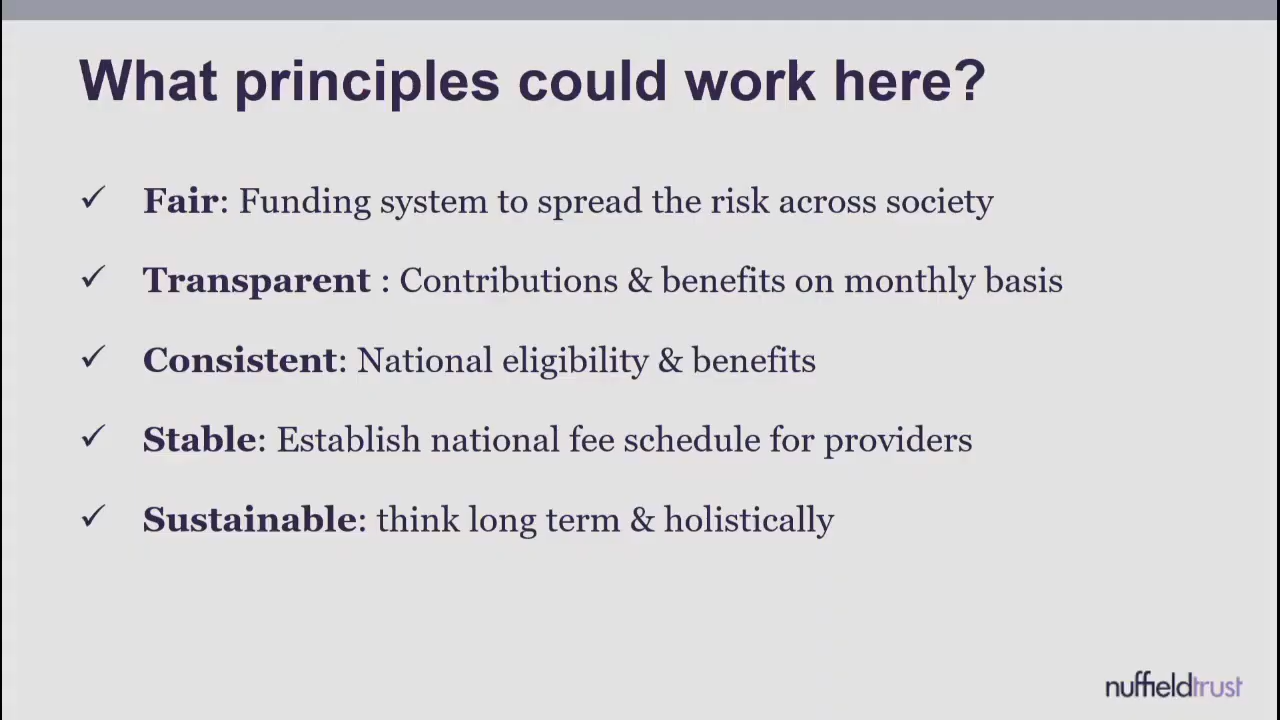 What principles could work here?
✓ Fair: Funding system to spread the risk across society
✓ Transparent : Contributions & benefits on monthly basis
✓ Consistent: National eligibility & benefits
✓ Stable: Establish national fee schedule for providers
✓ Sustainable: think long term & holistically
nuffieldtrust